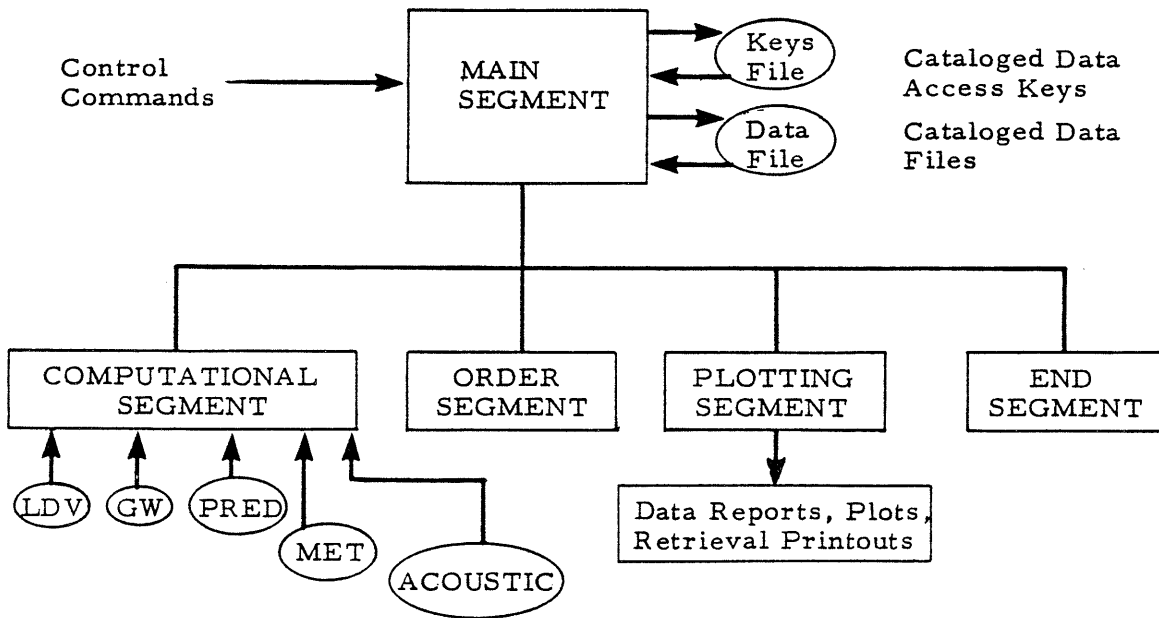 Control
Commands
MAIN
SEGMENT
Keys
File
Cataloged Data
Access Keys
Data
File
Cataloged Data
Files
COMPUTATIONAL
SEGMENT
ORDER
SEGMENT
PLOTTING
SEGMENT
END
SEGMENT
LDV
GW
PRED
MET
ACOUSTIC
Data Reports, Plots,
Retrieval Printouts